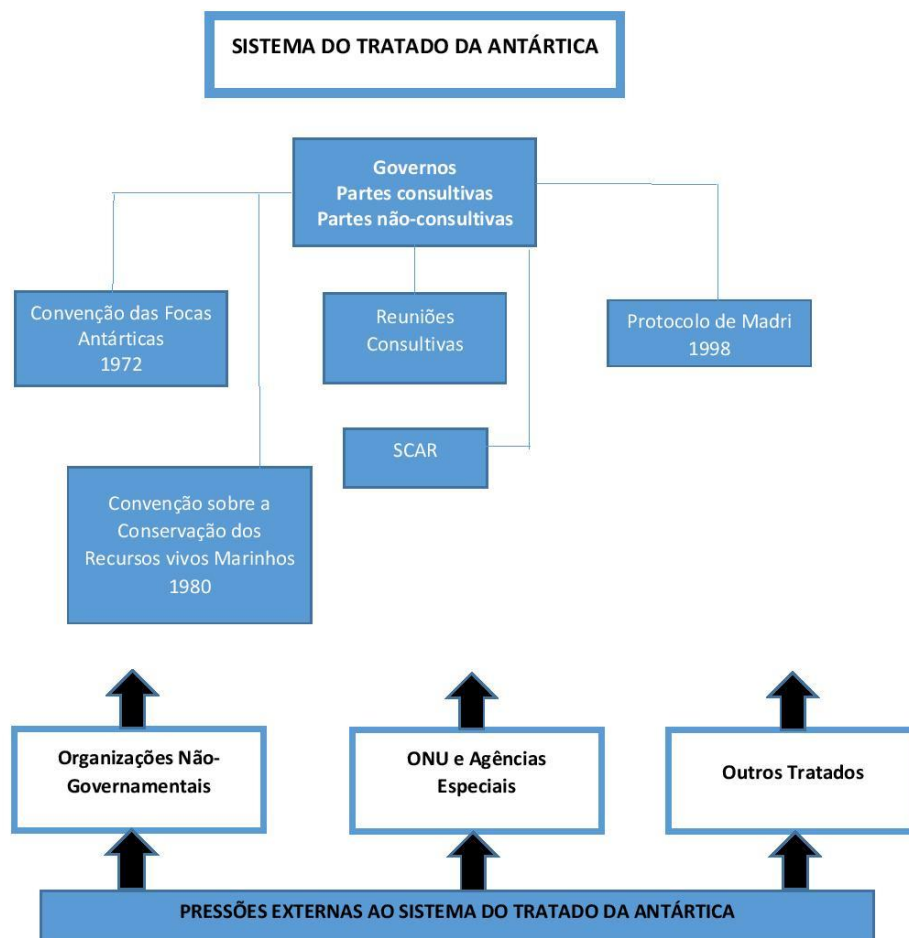 SISTEMA DO TRATADO DA ANTÁRTICA
Governos
Partes consultivas
Partes não-consultivas
Convenção das Focas
Antárticas
1972
Reuniões
Consultivas
Protocolo de Madri
1998
SCAR
Convenção sobre a
Conservação dos
Recursos vivos Marinhos
1980
Organizações Não-
Governamentais
ONU e Agências
Especiais
Outros Tratados
PRESSÕES EXTERNAS AO SISTEMA DO TRATADO DA ANTÁRTICA